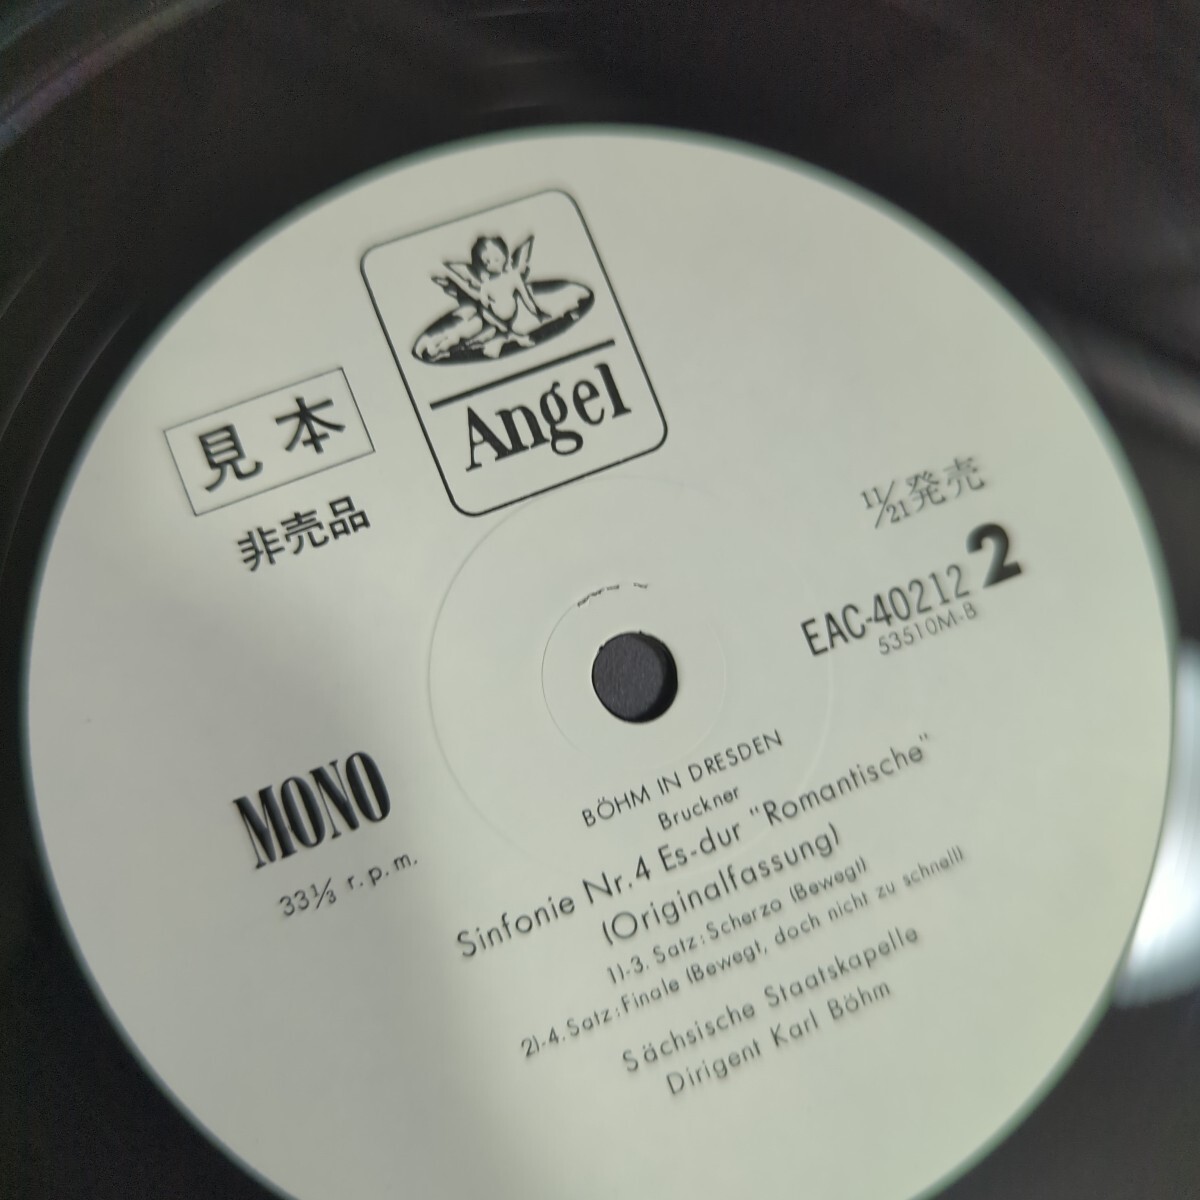 Angel
見本
非売品
11/21発売
EAC-40212 2
53510M-B
MONO
33⅓ r.p.m.
BÖHM IN DRESDEN
Bruckner
Sinfonie Nr.4 Es-dur "Romantische"
(Originalfassung)
1)-3. Satz: Scherzo (Bewegt)
2)-4. Satz: Finale (Bewegt, doch nicht zu schnell)
Sächsische Staatskapelle
Dirigent Karl Böhm